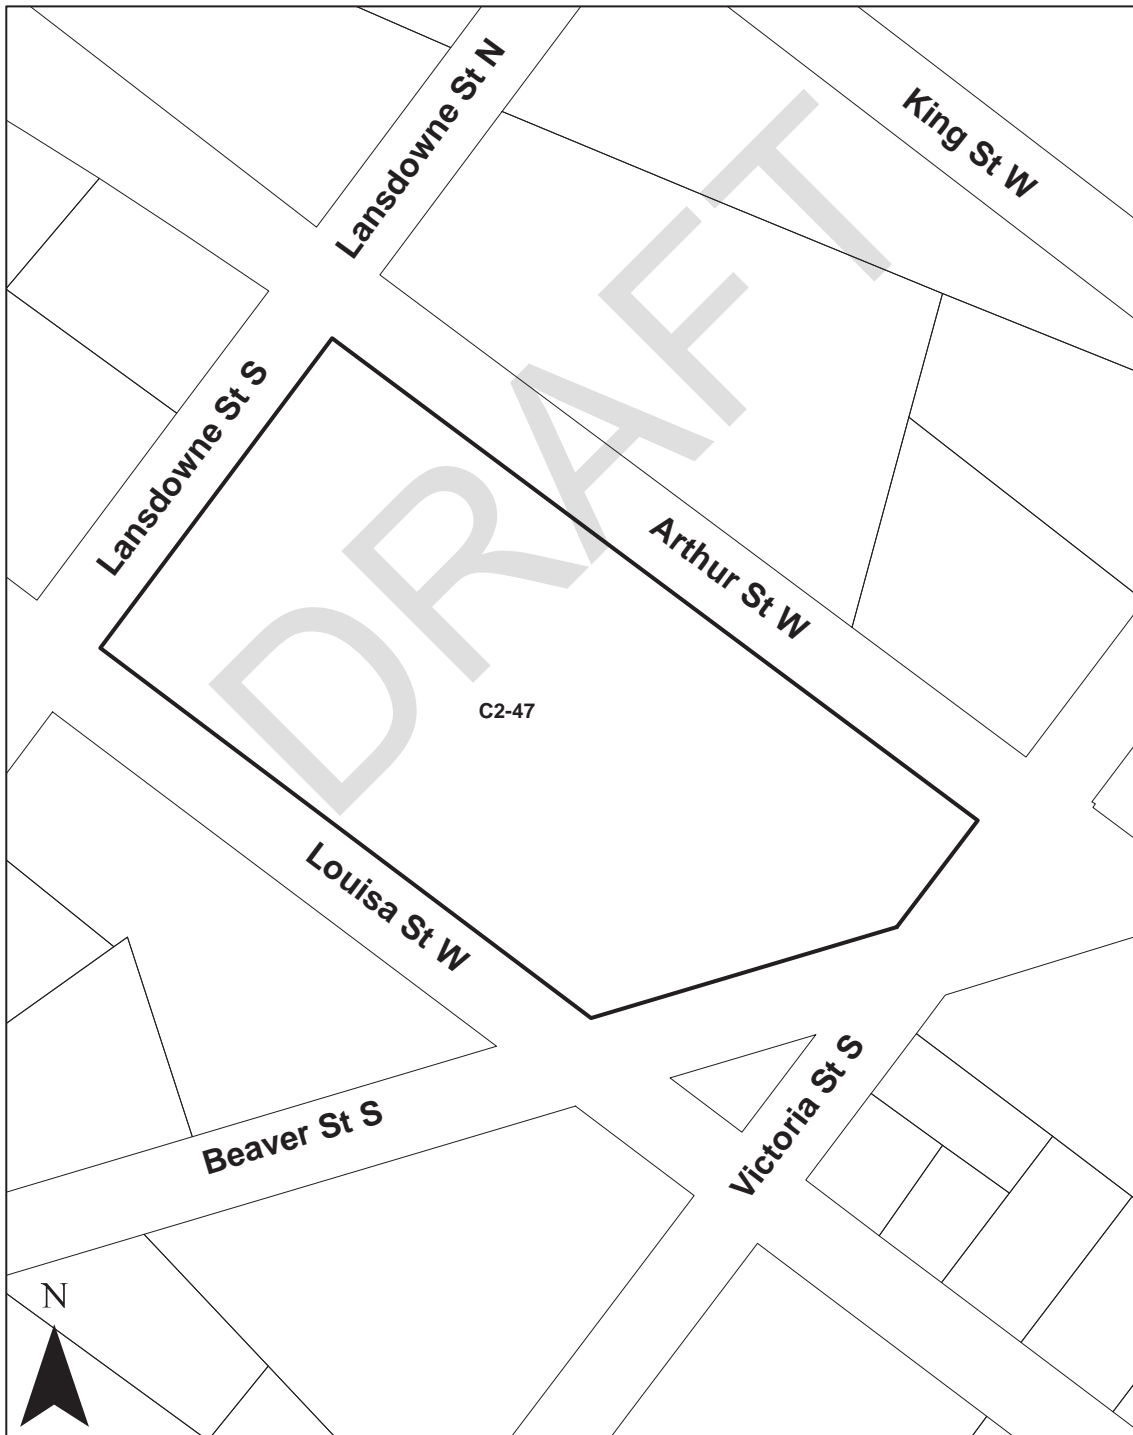 Lansdowne St N
King St W
DRAFT
Lansdowne St S
Arthur St W
C2-47
Louisa St W
Victoria St S
Beaver St S
N